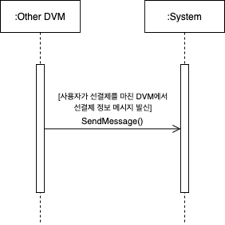 :Other DVM
:System
[사용자가 선결제를 마친 DVM에서
선결제 정보 메시지 발신]
SendMessage()